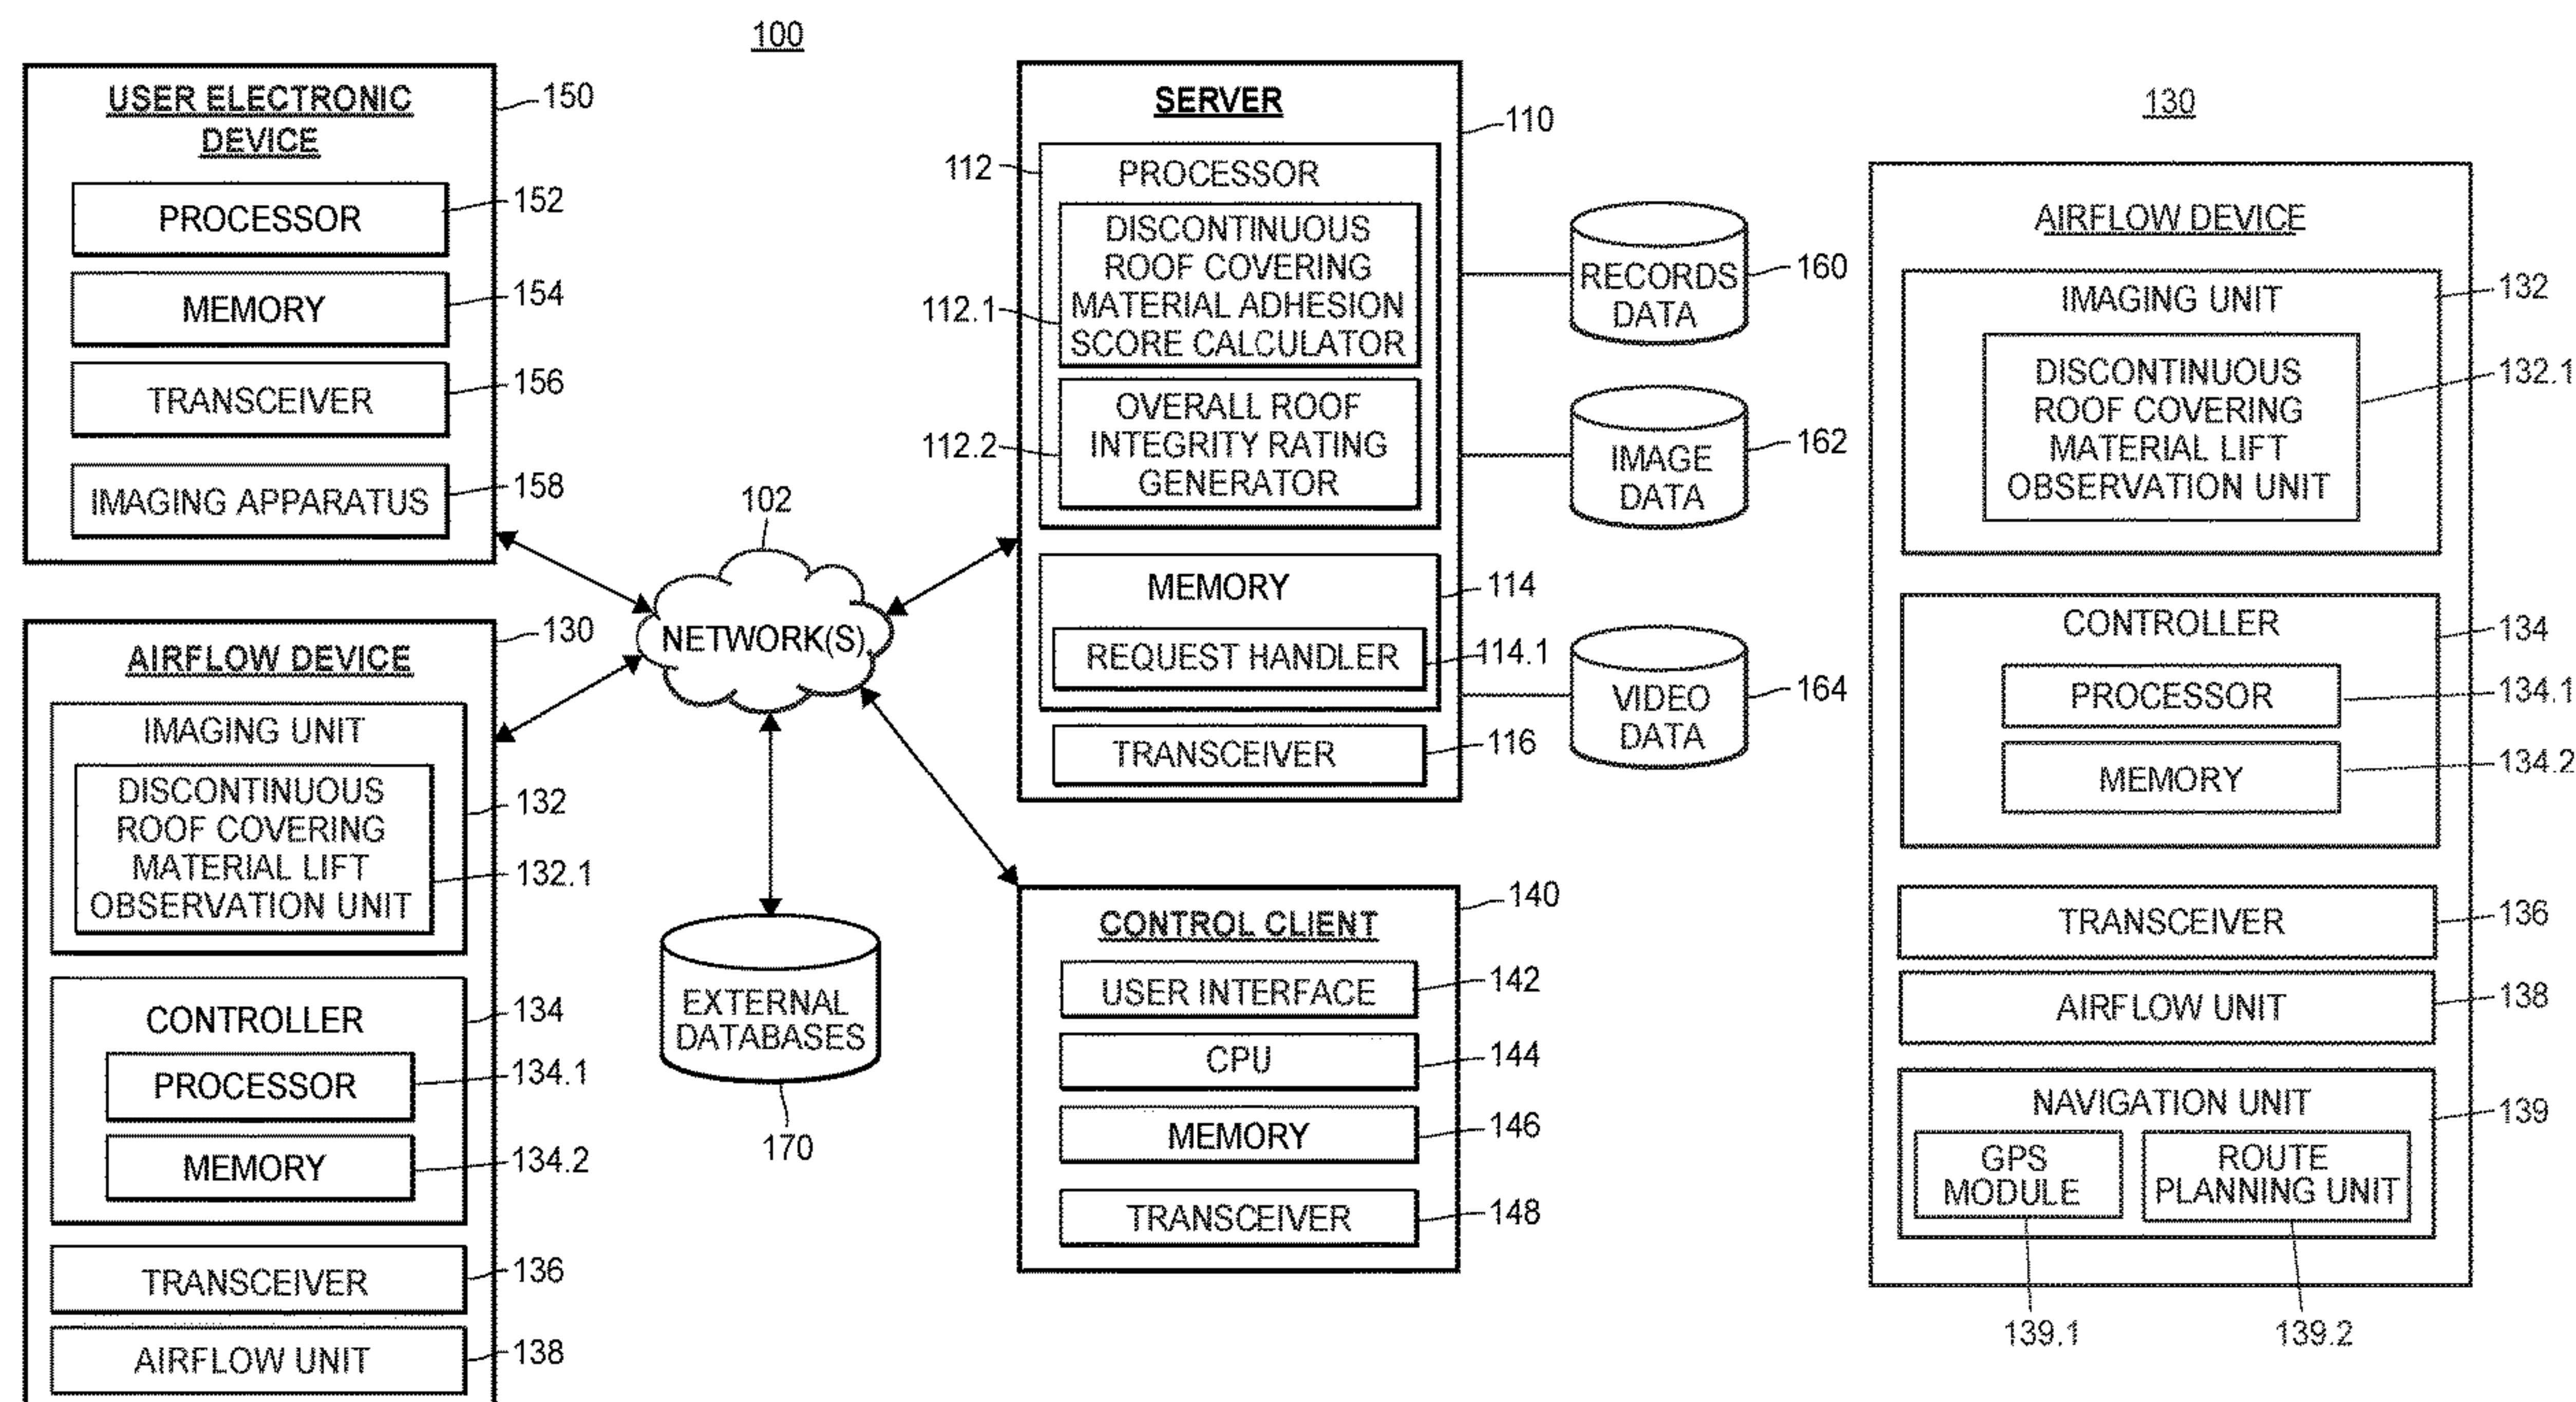 100
USER ELECTRONIC
DEVICE
150
PROCESSOR
152
MEMORY
154
TRANSCEIVER
156
IMAGING APPARATUS
158
AIRFLOW DEVICE
130
IMAGING UNIT
132
DISCONTINUOUS
ROOF COVERING
MATERIAL LIFT
OBSERVATION UNIT
132.1
CONTROLLER
134
PROCESSOR
134.1
MEMORY
134.2
TRANSCEIVER
136
AIRFLOW UNIT
138
102
NETWORK(S)
EXTERNAL
DATABASES
170
SERVER
110
112
PROCESSOR
DISCONTINUOUS
ROOF COVERING
MATERIAL ADHESION
SCORE CALCULATOR
112.1
OVERALL ROOF
INTEGRITY RATING
GENERATOR
112.2
MEMORY
114
REQUEST HANDLER
114.1
TRANSCEIVER
116
RECORDS
DATA
160
IMAGE
DATA
162
VIDEO
DATA
164
CONTROL CLIENT
140
USER INTERFACE
142
CPU
144
MEMORY
146
TRANSCEIVER
148
130
AIRFLOW DEVICE
IMAGING UNIT
132
DISCONTINUOUS
ROOF COVERING
MATERIAL LIFT
OBSERVATION UNIT
132.1
CONTROLLER
134
PROCESSOR
134.1
MEMORY
134.2
TRANSCEIVER
136
AIRFLOW UNIT
138
NAVIGATION UNIT
139
GPS
MODULE
ROUTE
PLANNING UNIT
139.1
139.2